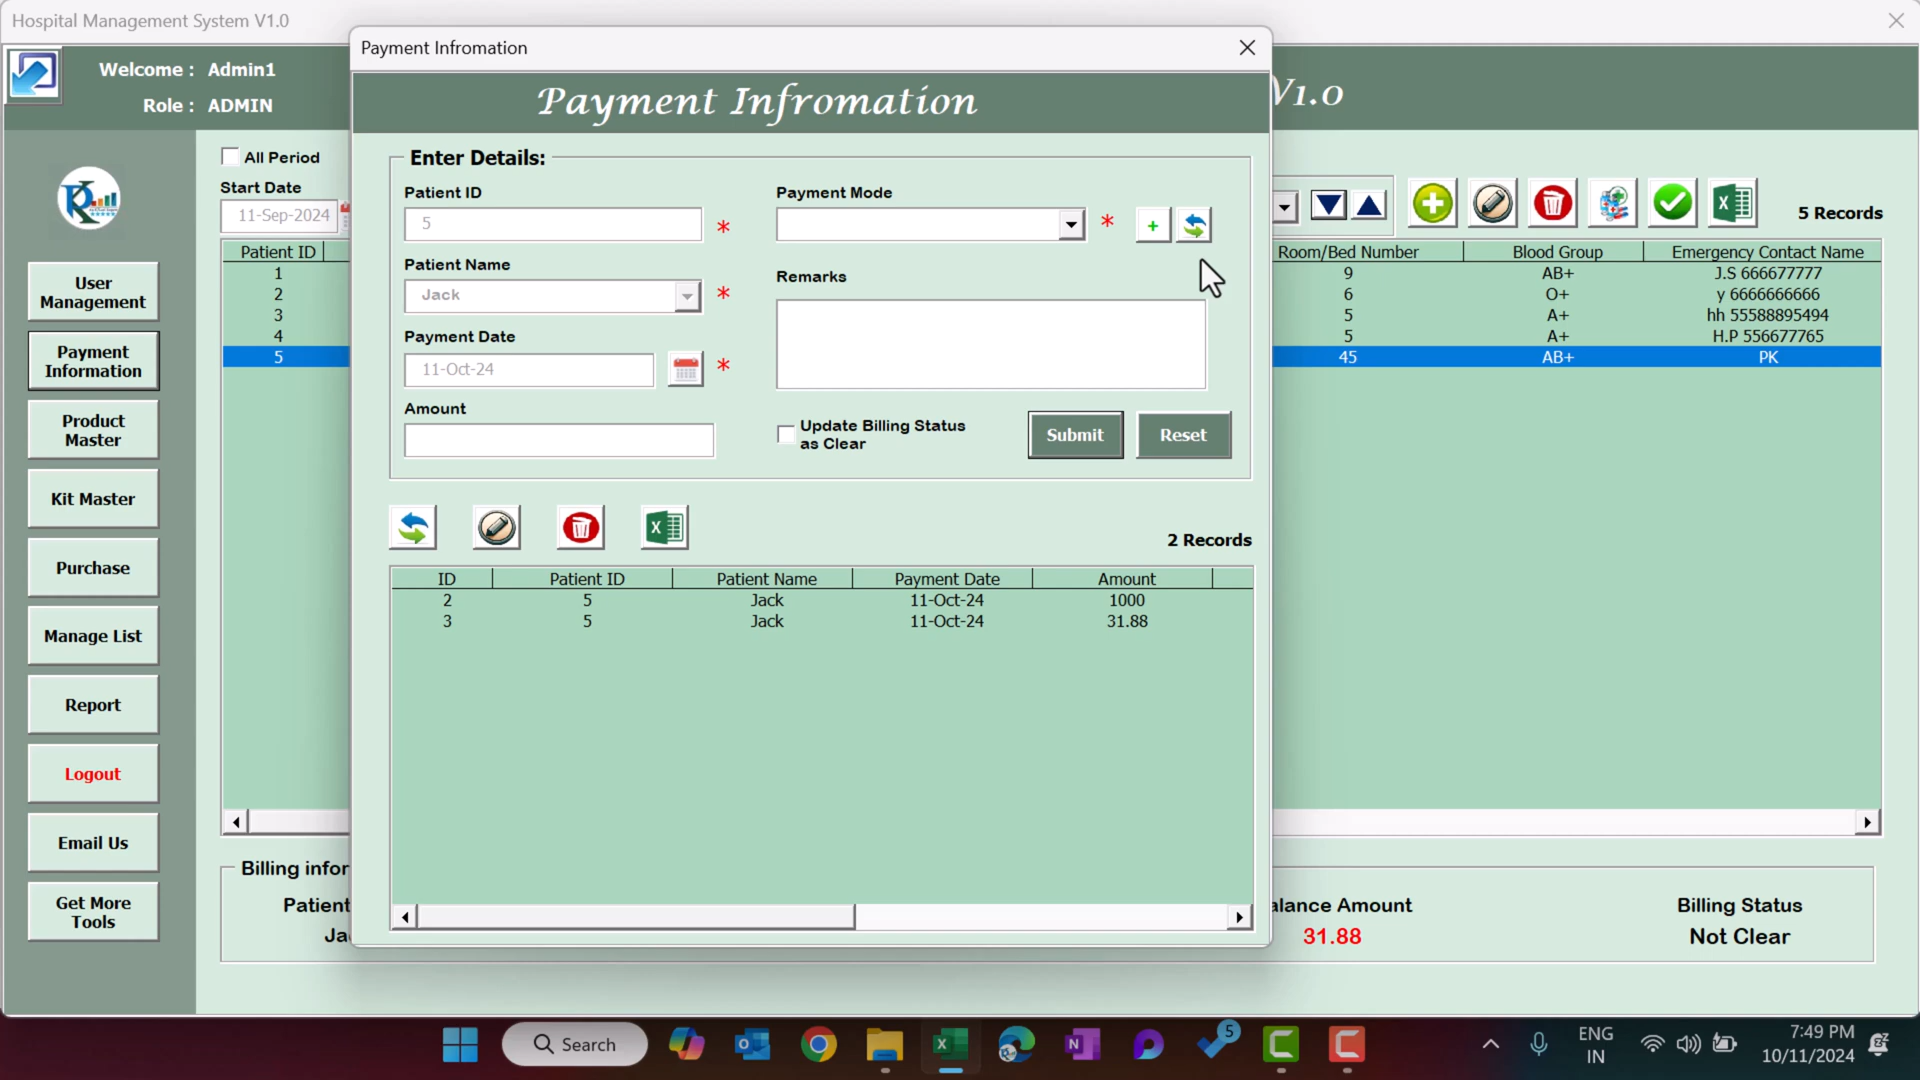 Hospital Management System V1.0
Welcome : Admin1
Role : ADMIN
V1.0
Payment Infromation
Payment Infromation
Enter Details:
Patient ID
5
*
Payment Mode
*
+
Patient Name
Jack
*
Remarks
Payment Date
11-Oct-24
*
Amount
Update Billing Status
as Clear
Submit
Reset
2 Records
ID Patient ID Patient Name Payment Date Amount
2 5 Jack 11-Oct-24 1000
3 5 Jack 11-Oct-24 31.88
User
Management
Payment
Information
Product
Master
Kit Master
Purchase
Manage List
Report
Logout
Email Us
Get More
Tools
All Period
Start Date
11-Sep-2024
5 Records
Patient ID Room/Bed Number Blood Group Emergency Contact Name
1 9 AB+ J.S 666677777
2 6 O+ y 6666666666
3 5 A+ hh 55588895494
4 5 A+ H.P 556677765
5 45 AB+ PK
Billing infor
Patient
Ja
alance Amount
31.88
Billing Status
Not Clear
Search
5
ENG
IN
7:49 PM
10/11/2024